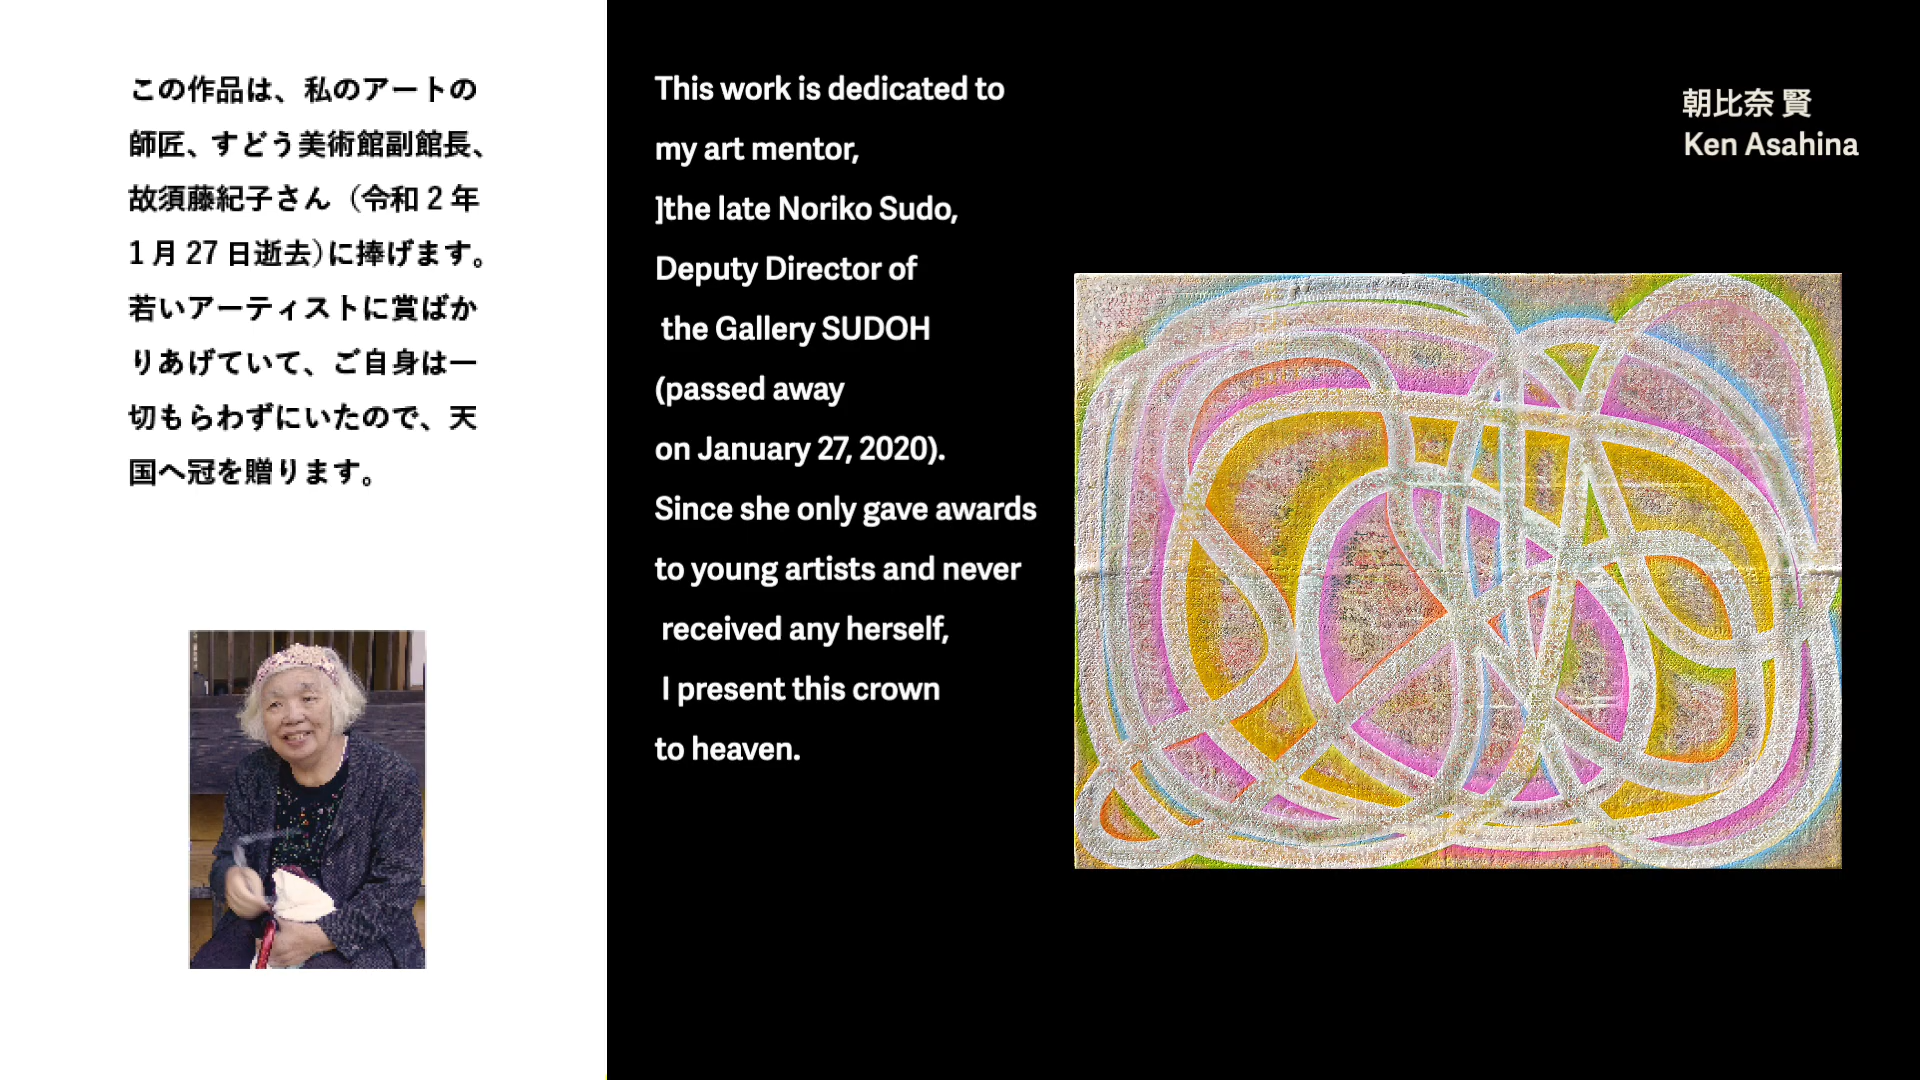 この作品は、私のアートの
師匠、すどう美術館副館長、
故須藤紀子さん（令和 2 年
1 月 27 日逝去）に捧げます。
若いアーティストに賞ばか
りあげていて、ご自身は一
切もらわずにいたので、天
国へ冠を贈ります。
This work is dedicated to
my art mentor,
]the late Noriko Sudo,
Deputy Director of
the Gallery SUDOH
(passed away
on January 27, 2020).
Since she only gave awards
to young artists and never
received any herself,
I present this crown
to heaven.
朝比奈 賢
Ken Asahina